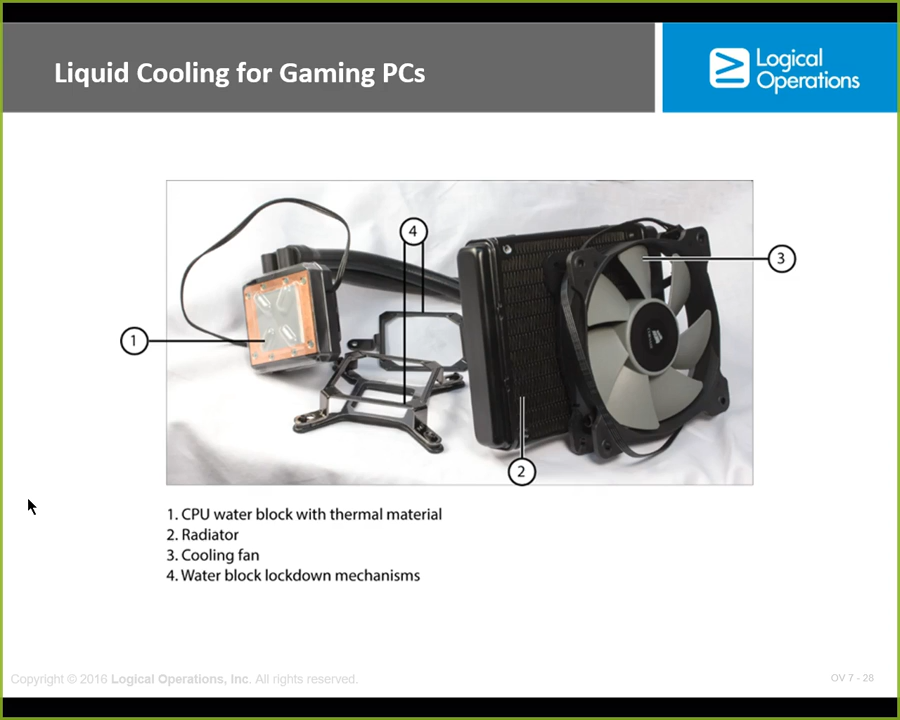 Liquid Cooling for Gaming PCs
Logical
Operations
4
3
1
2
1. CPU water block with thermal material
2. Radiator
3. Cooling fan
4. Water block lockdown mechanisms
Copyright © 2016 Logical Operations, Inc. All rights reserved.
OV 7 - 28